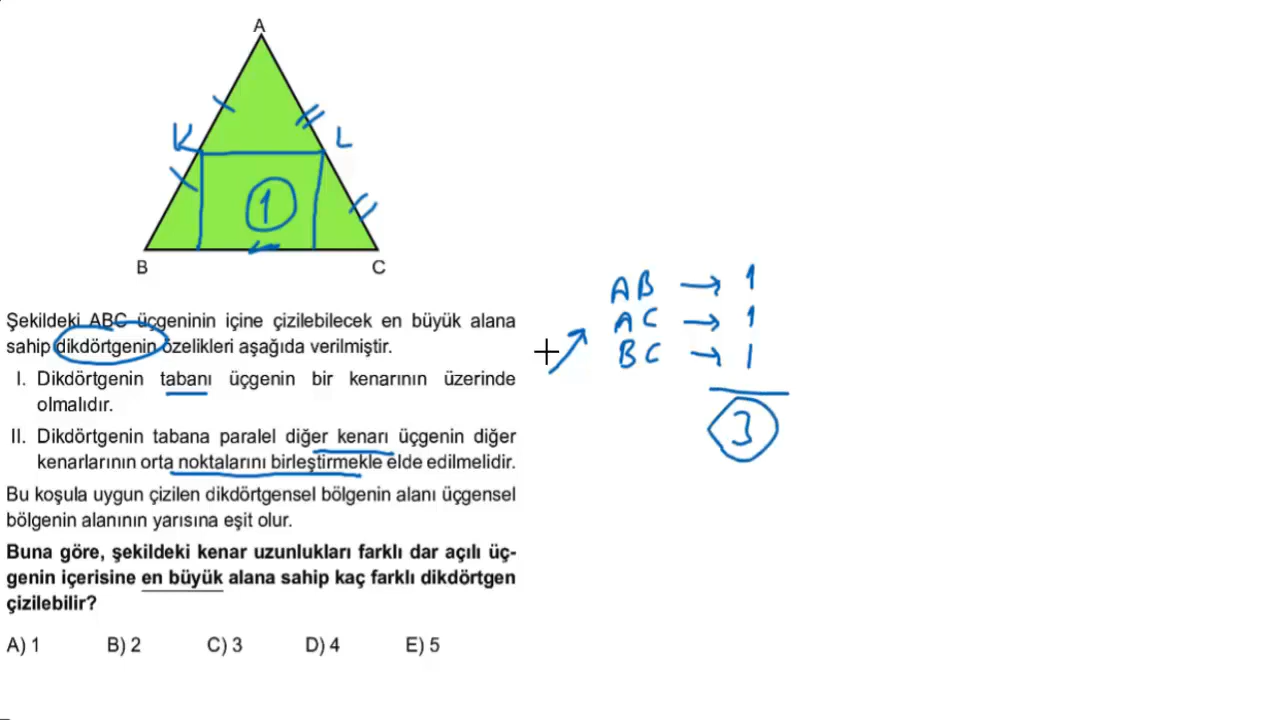 A
K
L
1
B
C
Şekildeki ABC üçgeninin içine çizilebilecek en büyük alana
sahip dikdörtgenin özelikleri aşağıda verilmiştir.
I. Dikdörtgenin tabanı üçgenin bir kenarının üzerinde
olmalıdır.
II. Dikdörtgenin tabana paralel diğer kenarı üçgenin diğer
kenarlarının orta noktalarını birleştirmekle elde edilmelidir.
Bu koşula uygun çizilen dikdörtgensel bölgenin alanı üçgensel
bölgenin alanının yarısına eşit olur.
Buna göre, şekildeki kenar uzunlukları farklı dar açılı üç-
genin içerisine en büyük alana sahip kaç farklı dikdörtgen
çizilebilir?
A) 1 B) 2 C) 3 D) 4 E) 5
AB → 1
AC → 1
BC → 1
3